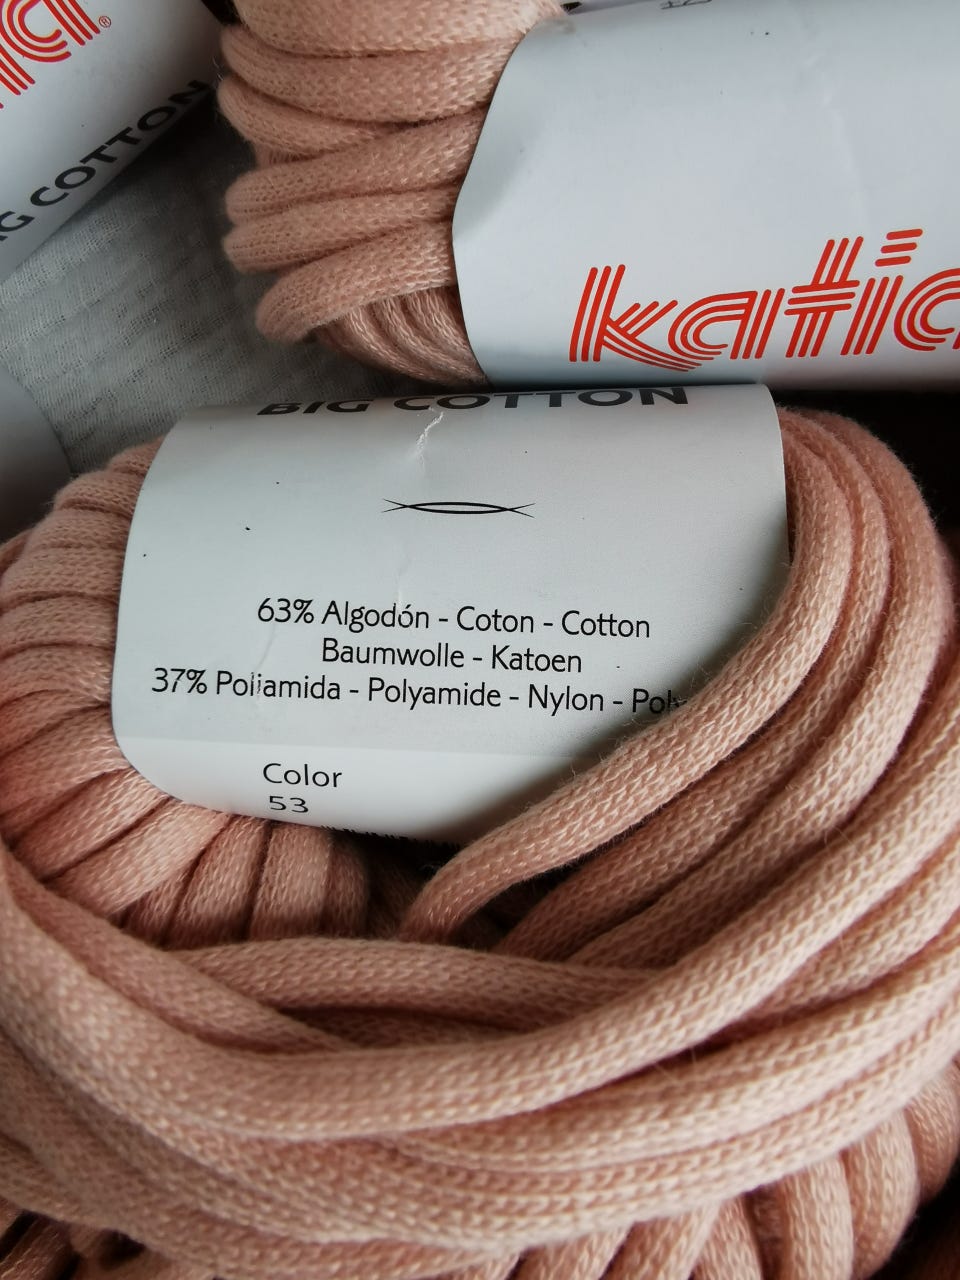 BIG COTTON
katia
BIG COTTON
63% Algodón - Coton - Cotton
Baumwolle - Katoen
37% Poliamida - Polyamide - Nylon -
Color
53